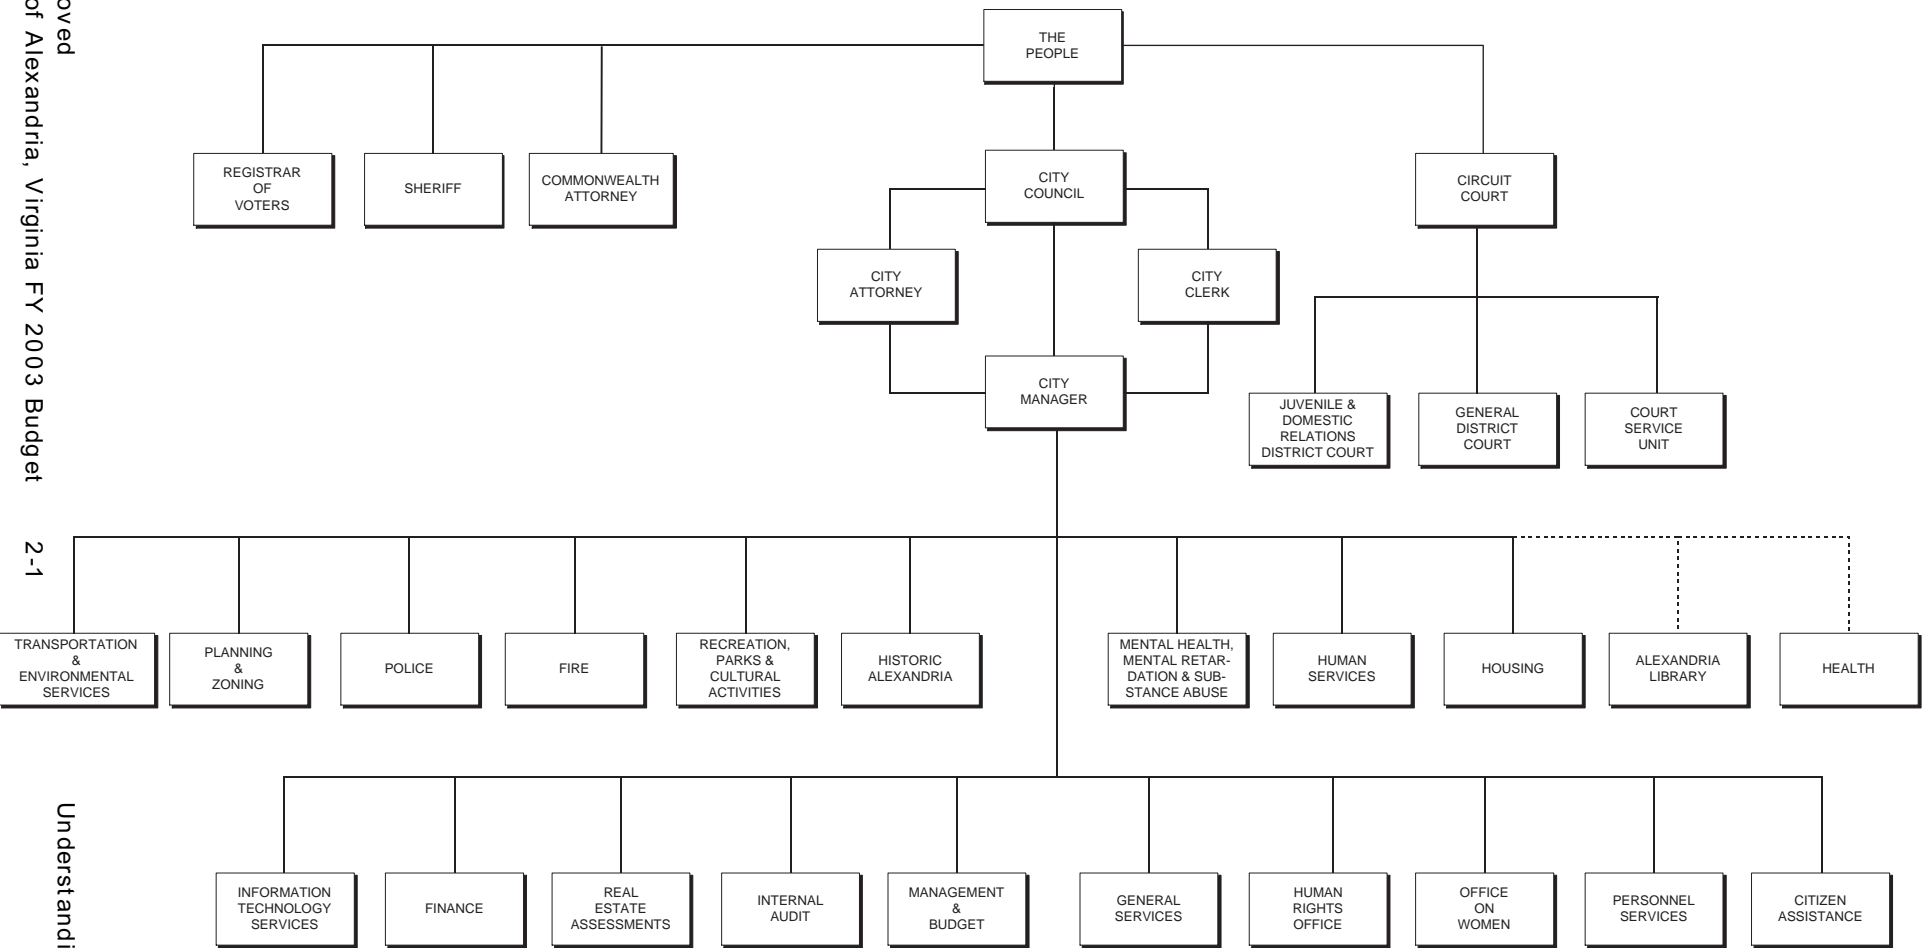 THE
PEOPLE
REGISTRAR
OF
VOTERS
SHERIFF
COMMONWEALTH
ATTORNEY
CITY
COUNCIL
CIRCUIT
COURT
CITY
ATTORNEY
CITY
CLERK
CITY
MANAGER
JUVENILE &
DOMESTIC
RELATIONS
DISTRICT COURT
GENERAL
DISTRICT
COURT
COURT
SERVICE
UNIT
TRANSPORTATION
&
ENVIRONMENTAL
SERVICES
PLANNING
&
ZONING
POLICE
FIRE
RECREATION,
PARKS &
CULTURAL
ACTIVITIES
HISTORIC
ALEXANDRIA
MENTAL HEALTH,
MENTAL RETAR-
DATION & SUB-
STANCE ABUSE
HUMAN
SERVICES
HOUSING
ALEXANDRIA
LIBRARY
HEALTH
INFORMATION
TECHNOLOGY
SERVICES
FINANCE
REAL
ESTATE
ASSESSMENTS
INTERNAL
AUDIT
MANAGEMENT
&
BUDGET
GENERAL
SERVICES
HUMAN
RIGHTS
OFFICE
OFFICE
ON
WOMEN
PERSONNEL
SERVICES
CITIZEN
ASSISTANCE
oved
Understandi
of Alexandria, Virginia FY 2003 Budget 2-1